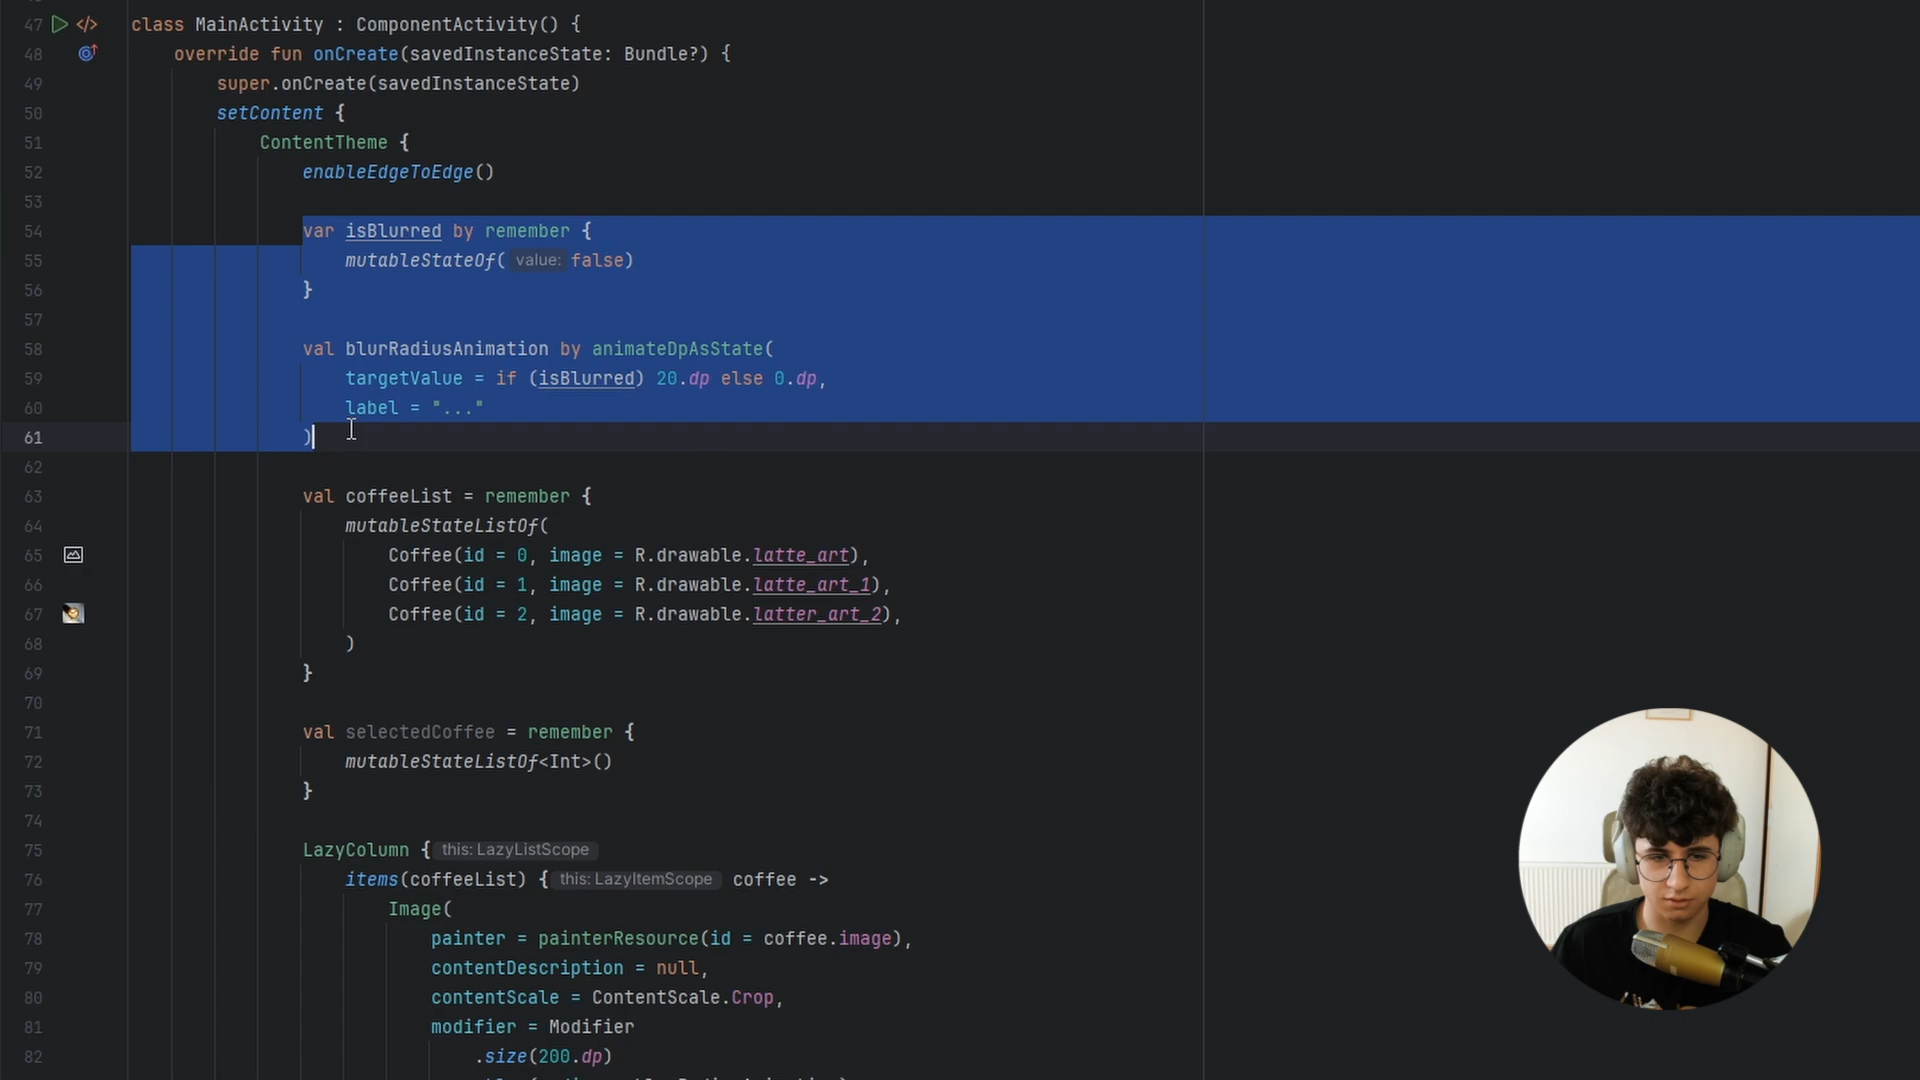 47 class MainActivity : ComponentActivity() {
48 override fun onCreate(savedInstanceState: Bundle?) {
49 super.onCreate(savedInstanceState)
50 setContent {
51 ContentTheme {
52 enableEdgeToEdge()
53
54 var isBlurred by remember {
55 mutableStateOf( value: false)
56 }
57
58 val blurRadiusAnimation by animateDpAsState(
59 targetValue = if (isBlurred) 20.dp else 0.dp,
60 label = "..."
61 )
62
63 val coffeeList = remember {
64 mutableStateListOf(
65 Coffee(id = 0, image = R.drawable.latte_art),
66 Coffee(id = 1, image = R.drawable.latte_art_1),
67 Coffee(id = 2, image = R.drawable.latter_art_2),
68 )
69 }
70
71 val selectedCoffee = remember {
72 mutableStateListOf<Int>()
73 }
74
75 LazyColumn { this: LazyListScope
76 items(coffeeList) { this: LazyItemScope coffee ->
77 Image(
78 painter = painterResource(id = coffee.image),
79 contentDescription = null,
80 contentScale = ContentScale.Crop,
81 modifier = Modifier
82 .size(200.dp)